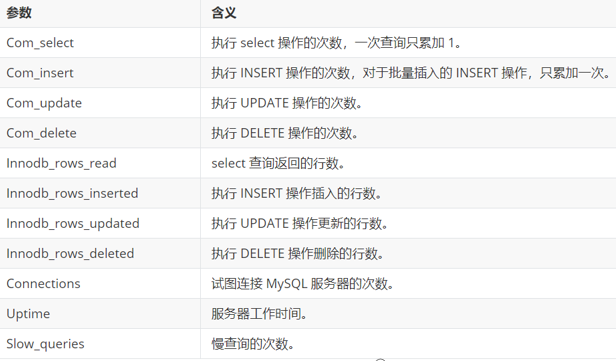 参数 含义
Com_select 执行 select 操作的次数，一次查询只累加 1。
Com_insert 执行 INSERT 操作的次数，对于批量插入的 INSERT 操作，只累加一次。
Com_update 执行 UPDATE 操作的次数。
Com_delete 执行 DELETE 操作的次数。
Innodb_rows_read select 查询返回的行数。
Innodb_rows_inserted 执行 INSERT 操作插入的行数。
Innodb_rows_updated 执行 UPDATE 操作更新的行数。
Innodb_rows_deleted 执行 DELETE 操作删除的行数。
Connections 试图连接 MySQL 服务器的次数。
Uptime 服务器工作时间。
Slow_queries 慢查询的次数。